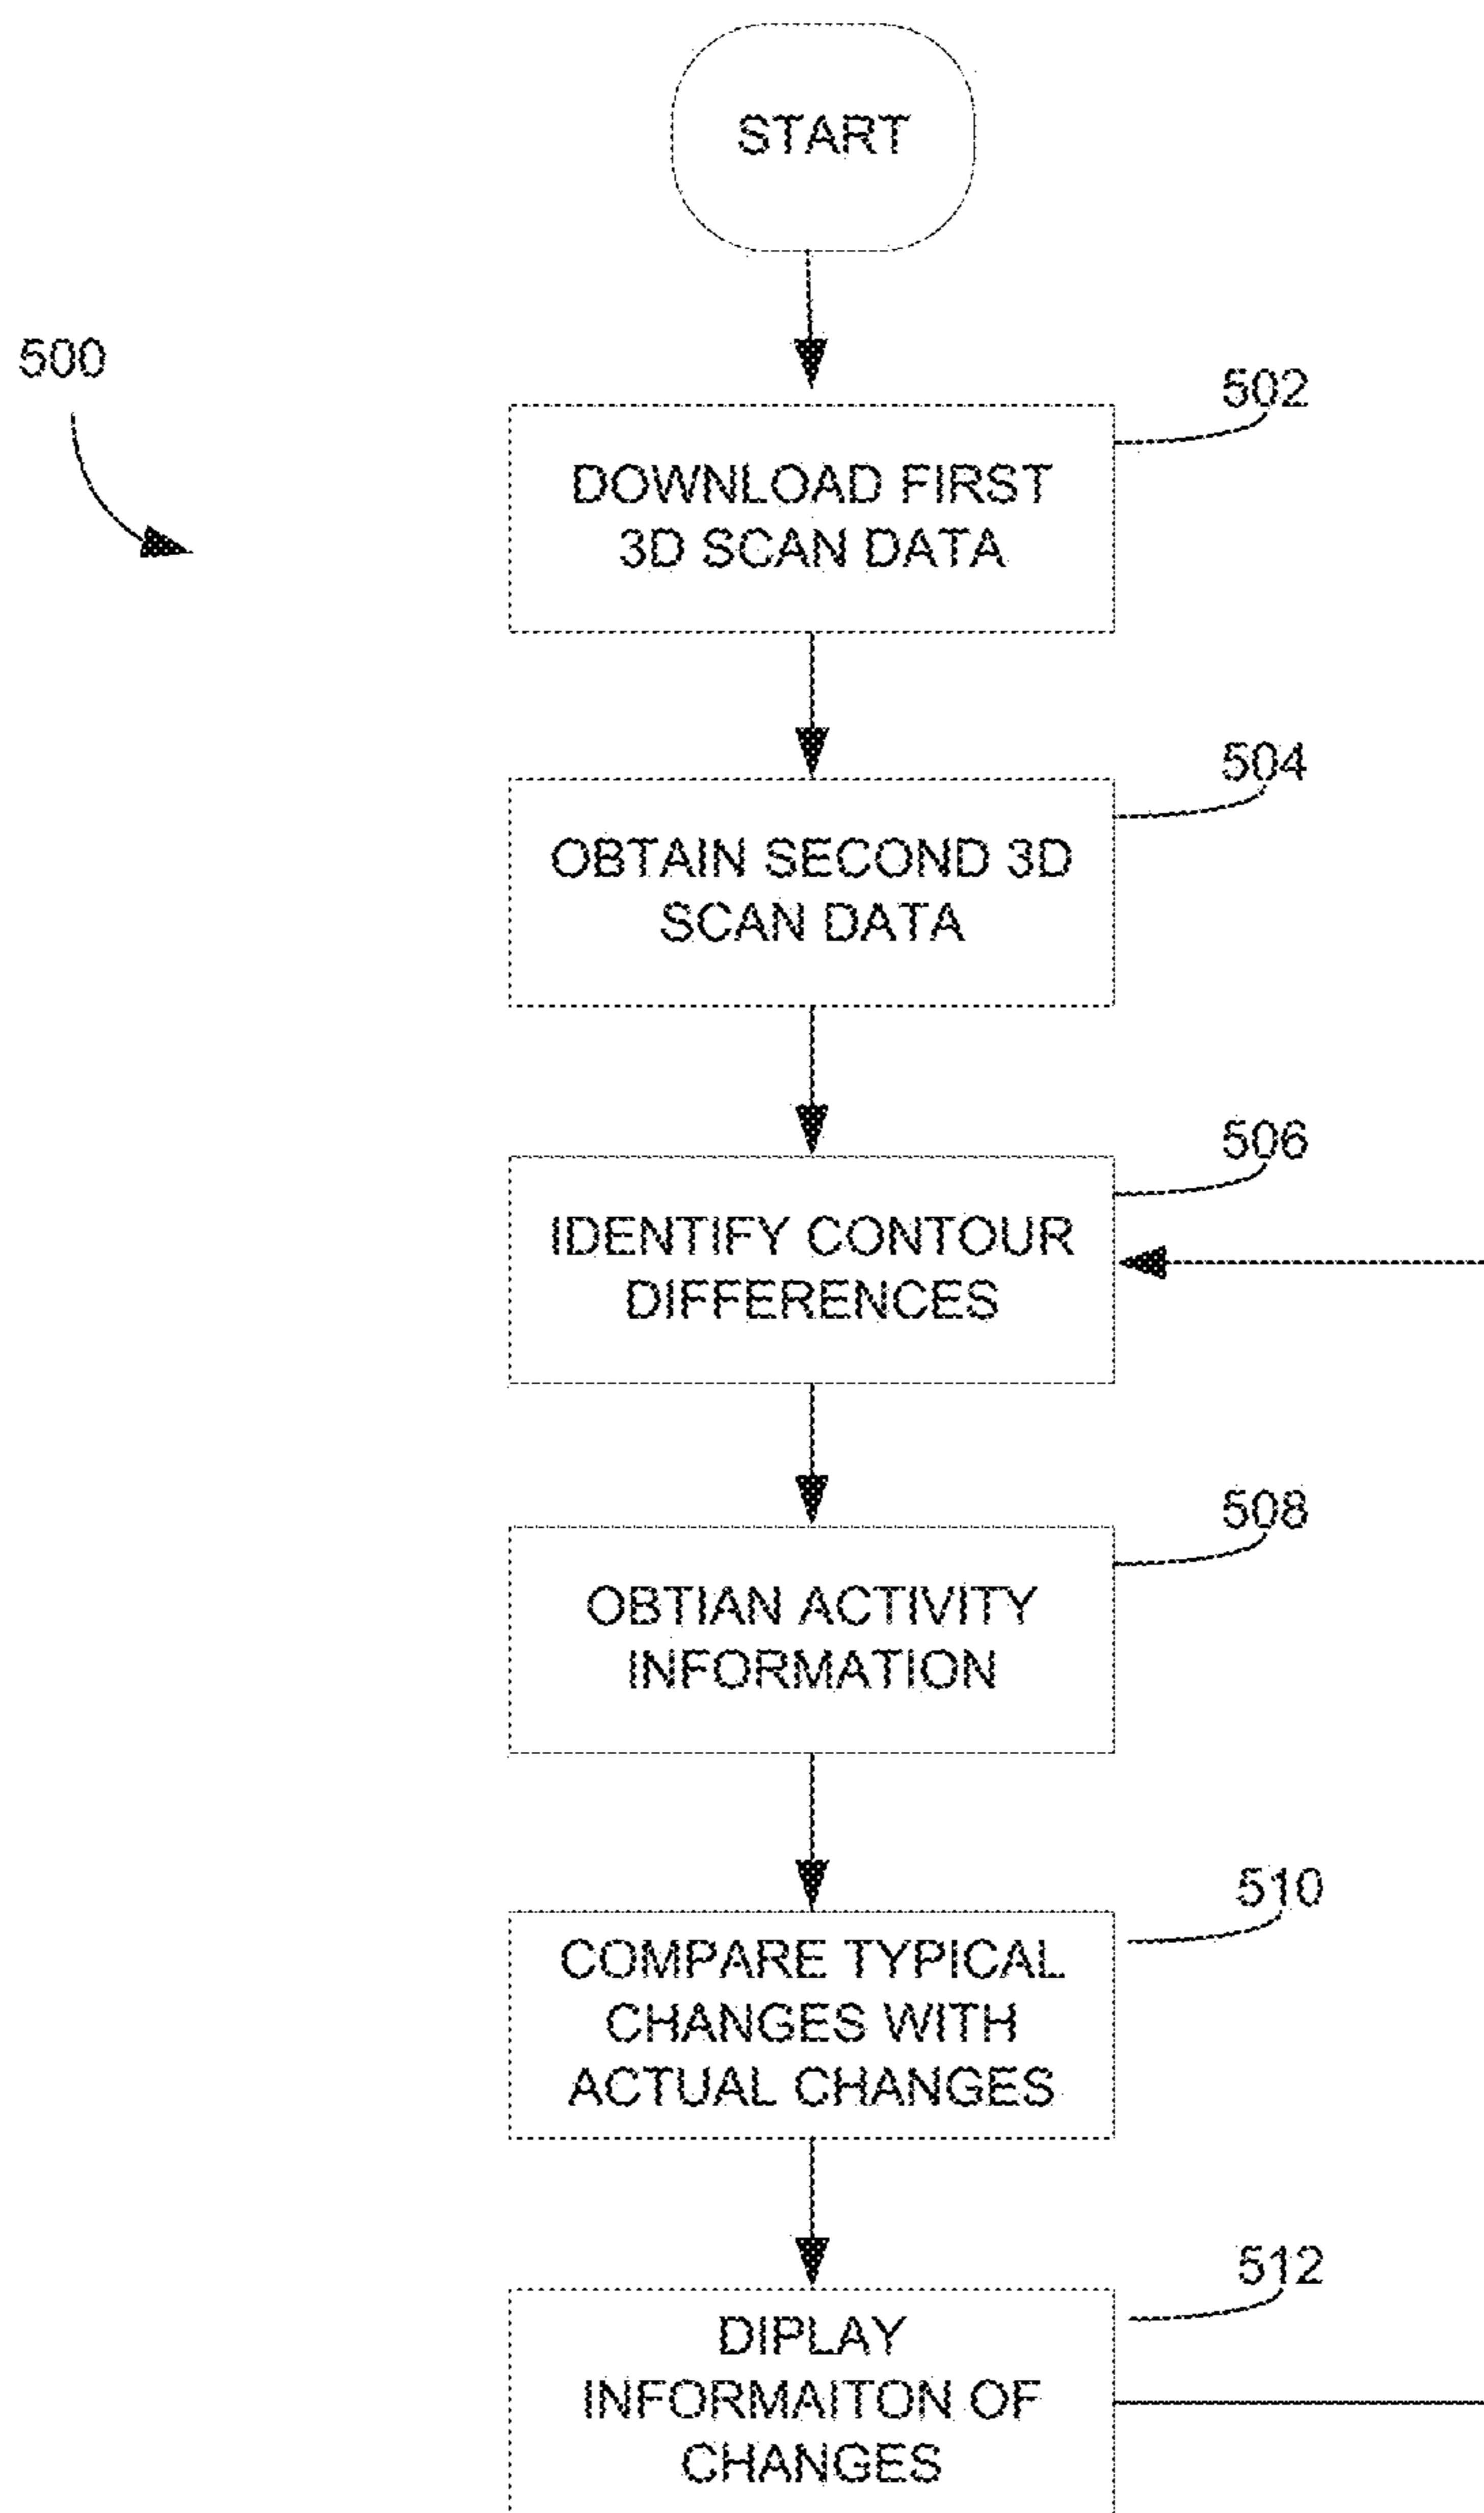 START
500
502
DOWNLOAD FIRST
3D SCAN DATA
504
OBTAIN SECOND 3D
SCAN DATA
506
IDENTIFY CONTOUR
DIFFERENCES
508
OBTIAN ACTIVITY
INFORMATION
510
COMPARE TYPICAL
CHANGES WITH
ACTUAL CHANGES
512
DIPLAY
INFORMAITON OF
CHANGES